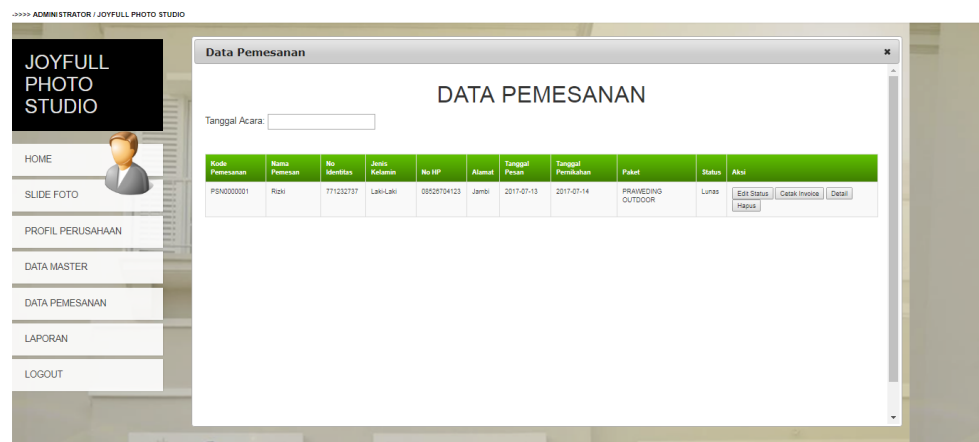 ->>>> ADMINISTRATOR / JOYFULL PHOTO STUDIO
JOYFULL
PHOTO
STUDIO
HOME
SLIDE FOTO
PROFIL PERUSAHAAN
DATA MASTER
DATA PEMESANAN
LAPORAN
LOGOUT
Data Pemesanan
DATA PEMESANAN
Tanggal Acara:
Kode Pemesanan Nama Pemesan No Identitas Jenis Kelamin No HP Alamat Tanggal Pesan Tanggal Pernikahan Paket Status Aksi
PSN0000001 Rizki 771232737 Laki-Laki 08525704123 Jambi 2017-07-13 2017-07-14 PRAWEDING OUTDOOR Lunas Edit Status Cetak Invoice Detail
Hapus